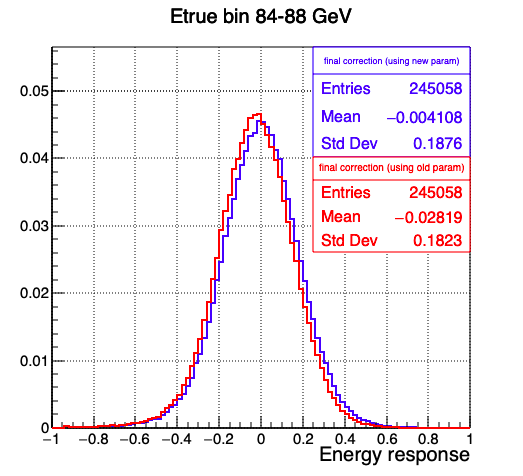 Etrue bin 84-88 GeV
final correction (using new param)
Entries 245058
Mean −0.004108
Std Dev 0.1876
final correction (using old param)
Entries 245058
Mean −0.02819
Std Dev 0.1823
0.05
0.04
0.03
0.02
0.01
0
−1 −0.8 −0.6 −0.4 −0.2 0 0.2 0.4 0.6 0.8 1
Energy response